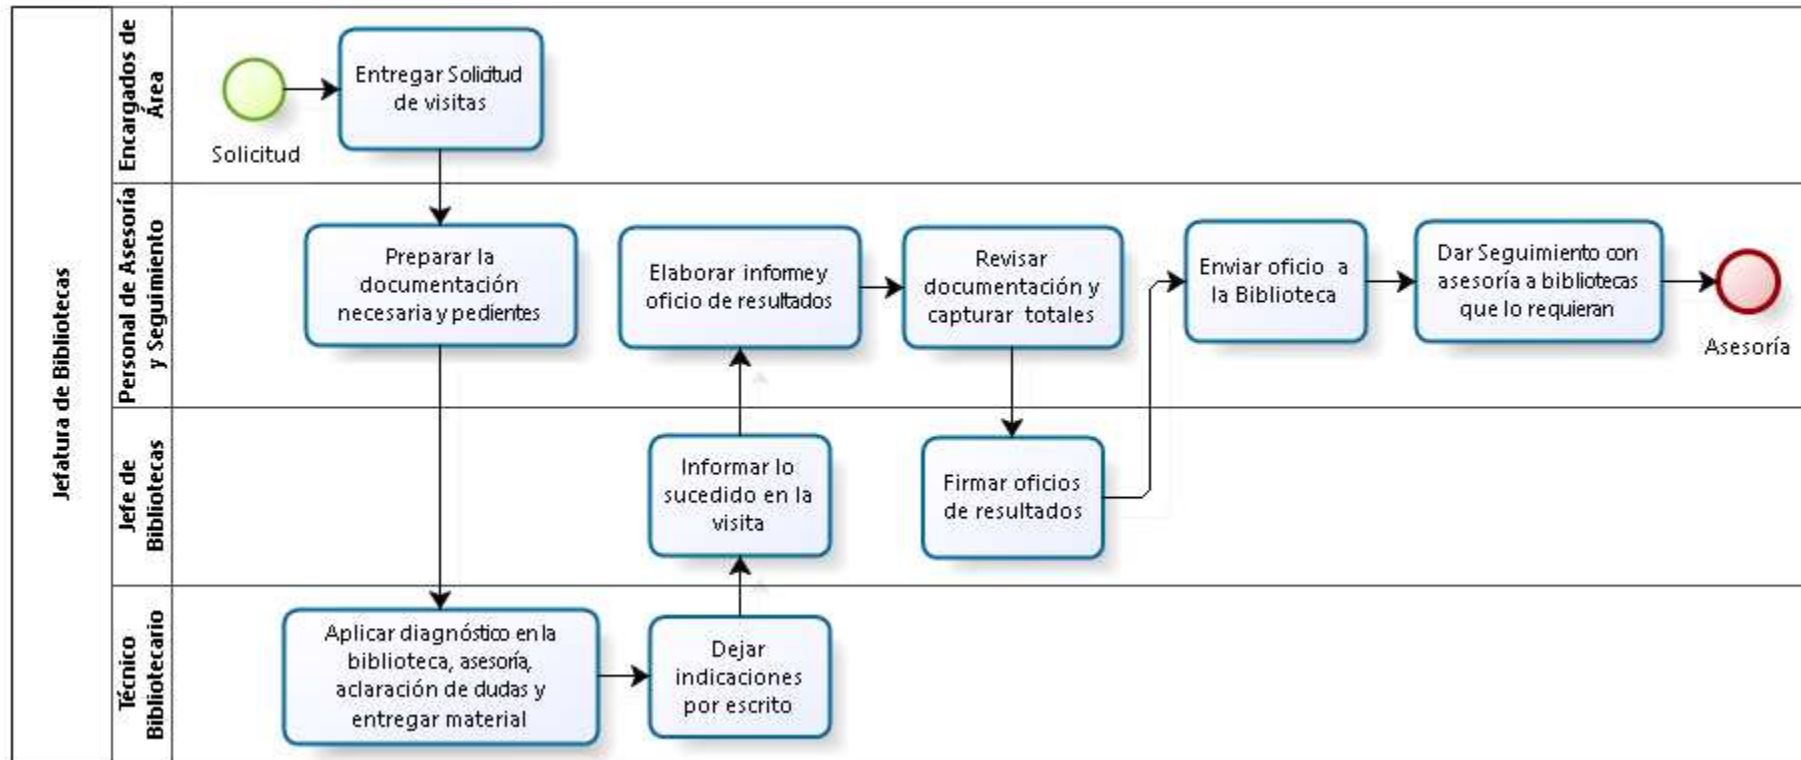 Jefatura de Bibliotecas
Encargados de
Área
Solicitud
Entregar Solicitud
de visitas
Personal de Asesoría
y Seguimiento
Preparar la
documentación
necesaria y pedientes
Elaborar informe y
oficio de resultados
Revisar
documentación y
capturar totales
Enviar oficio a
la Biblioteca
Dar Seguimiento con
asesoría a bibliotecas
que lo requieran
Asesoría
Jefe de
Bibliotecas
Informar lo
sucedido en la
visita
Firmar oficios
de resultados
Técnico
Bibliotecario
Aplicar diagnóstico en la
biblioteca, asesoría,
aclaración de dudas y
entregar material
Dejar
indicaciones
por escrito